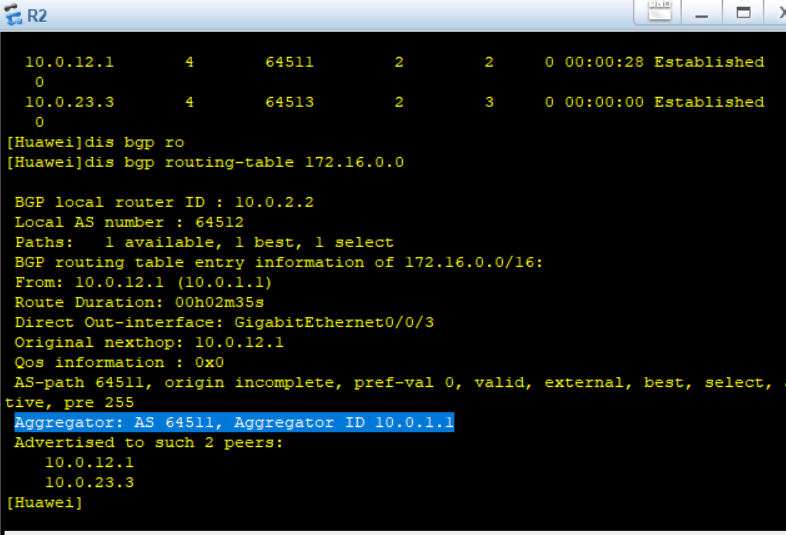 R2
10.0.12.1 4 64511 2 2 0 00:00:28 Established
0
10.0.23.3 4 64513 2 3 0 00:00:00 Established
0
[Huawei]dis bgp ro
[Huawei]dis bgp routing-table 172.16.0.0
BGP local router ID : 10.0.2.2
Local AS number : 64512
Paths: 1 available, 1 best, 1 select
BGP routing table entry information of 172.16.0.0/16:
From: 10.0.12.1 (10.0.1.1)
Route Duration: 00h02m35s
Direct Out-interface: GigabitEthernet0/0/3
Original nexthop: 10.0.12.1
Qos information : 0x0
AS-path 64511, origin incomplete, pref-val 0, valid, external, best, select,
tive, pre 255
Aggregator: AS 64511, Aggregator ID 10.0.1.1
Advertised to such 2 peers:
10.0.12.1
10.0.23.3
[Huawei]